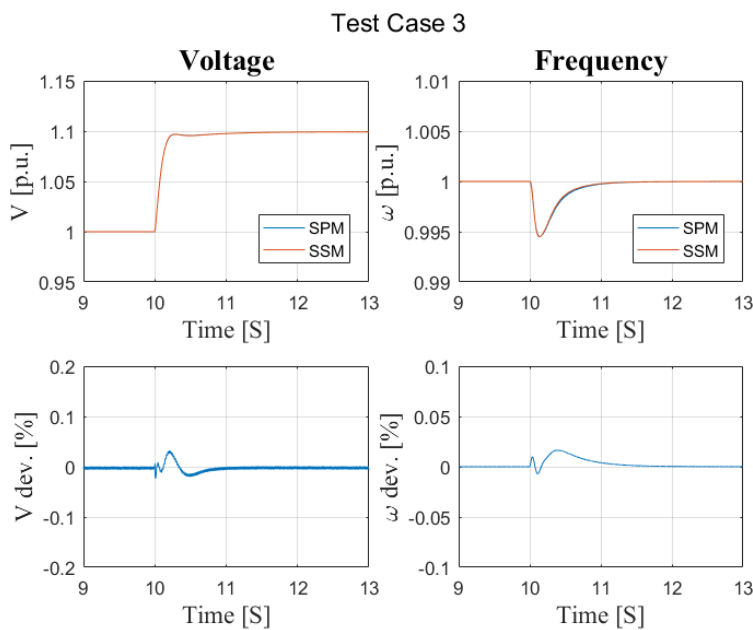 Test Case 3
Voltage
1.15
1.1
1.05
1
0.95
V [p.u.]
SPM
SSM
9 10 11 12 13
Time [S]
Frequency
1.01
1.005
1
0.995
0.99
ω [p.u.]
SPM
SSM
9 10 11 12 13
Time [S]
0.2
0.1
0
-0.1
-0.2
V dev. [%]
9 10 11 12 13
Time [S]
0.1
0.05
0
-0.05
-0.1
ω dev. [%]
9 10 11 12 13
Time [S]